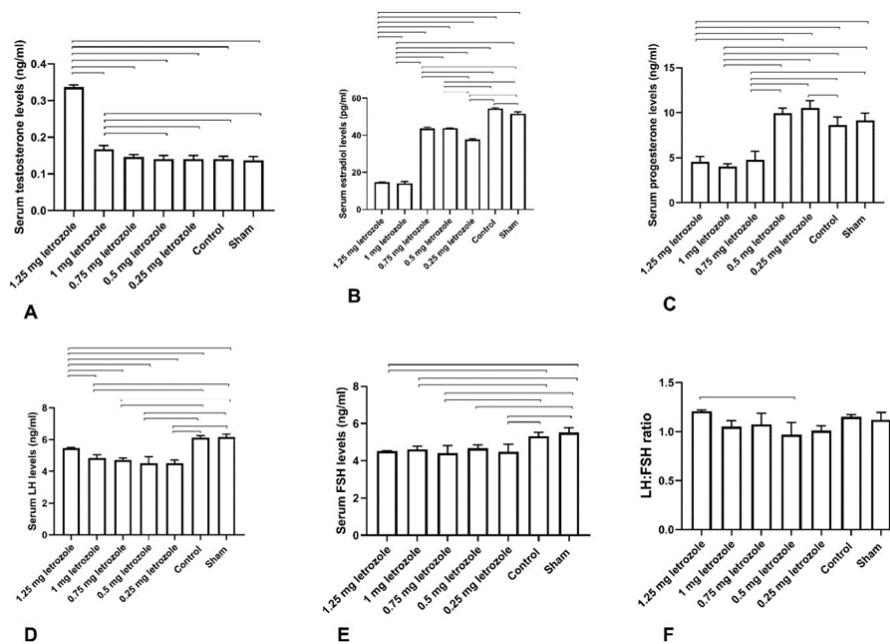 Serum testosterone levels (ng/ml)
0.4
0.3
0.2
0.1
0.0
1.25 mg letrozole
1 mg letrozole
0.75 mg letrozole
0.5 mg letrozole
0.25 mg letrozole
Control
Sham
A
Serum estradiol levels (pg/ml)
60
40
20
0
1.25 mg letrozole
1 mg letrozole
0.75 mg letrozole
0.5 mg letrozole
0.25 mg letrozole
Control
Sham
B
Serum progesterone levels (ng/ml)
15
10
5
0
1.25 mg letrozole
1 mg letrozole
0.75 mg letrozole
0.5 mg letrozole
0.25 mg letrozole
Control
Sham
C
Serum LH levels (ng/ml)
8
6
4
2
0
1.25 mg letrozole
1 mg letrozole
0.75 mg letrozole
0.5 mg letrozole
0.25 mg letrozole
Control
Sham
D
Serum FSH levels (ng/ml)
8
6
4
2
0
1.25 mg letrozole
1 mg letrozole
0.75 mg letrozole
0.5 mg letrozole
0.25 mg letrozole
Control
Sham
E
LH:FSH ratio
1.5
1.0
0.5
0.0
1.25 mg letrozole
1 mg letrozole
0.75 mg letrozole
0.5 mg letrozole
0.25 mg letrozole
Control
Sham
F